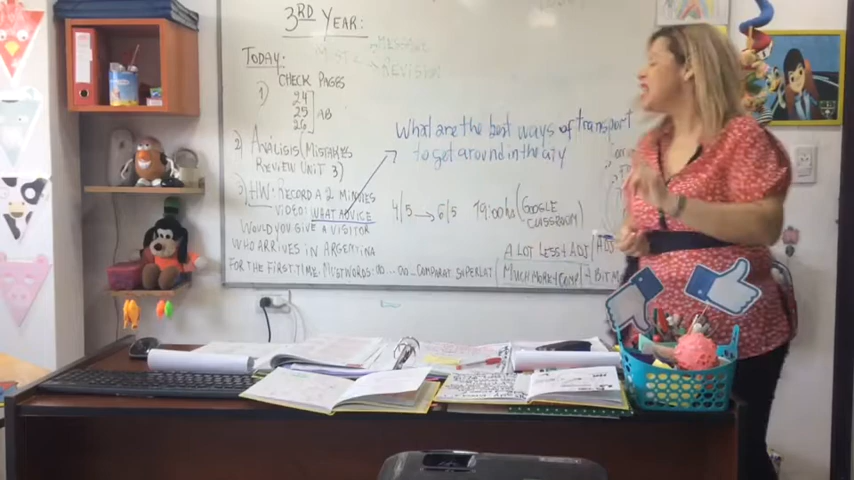 3RD YEAR:
TODAY:
1) CHECK PAGES
24
25
26
AB
2) ANÁLISIS (MISTAKES
REVIEW UNIT 3)
3) HW: RECORD A 2 MINUTES
VIDEO: WHAT ADVICE
WOULD YOU GIVE A VISITOR
WHO ARRIVES IN ARGENTINA
FOR THE FIRST TIME.
REVISION
What are the best ways of transport
to get around in the city
4/5 → 6/5 19:00hs (GOOGLE
CLASSROOM)
A LOT LESS + ADJ
A BIT